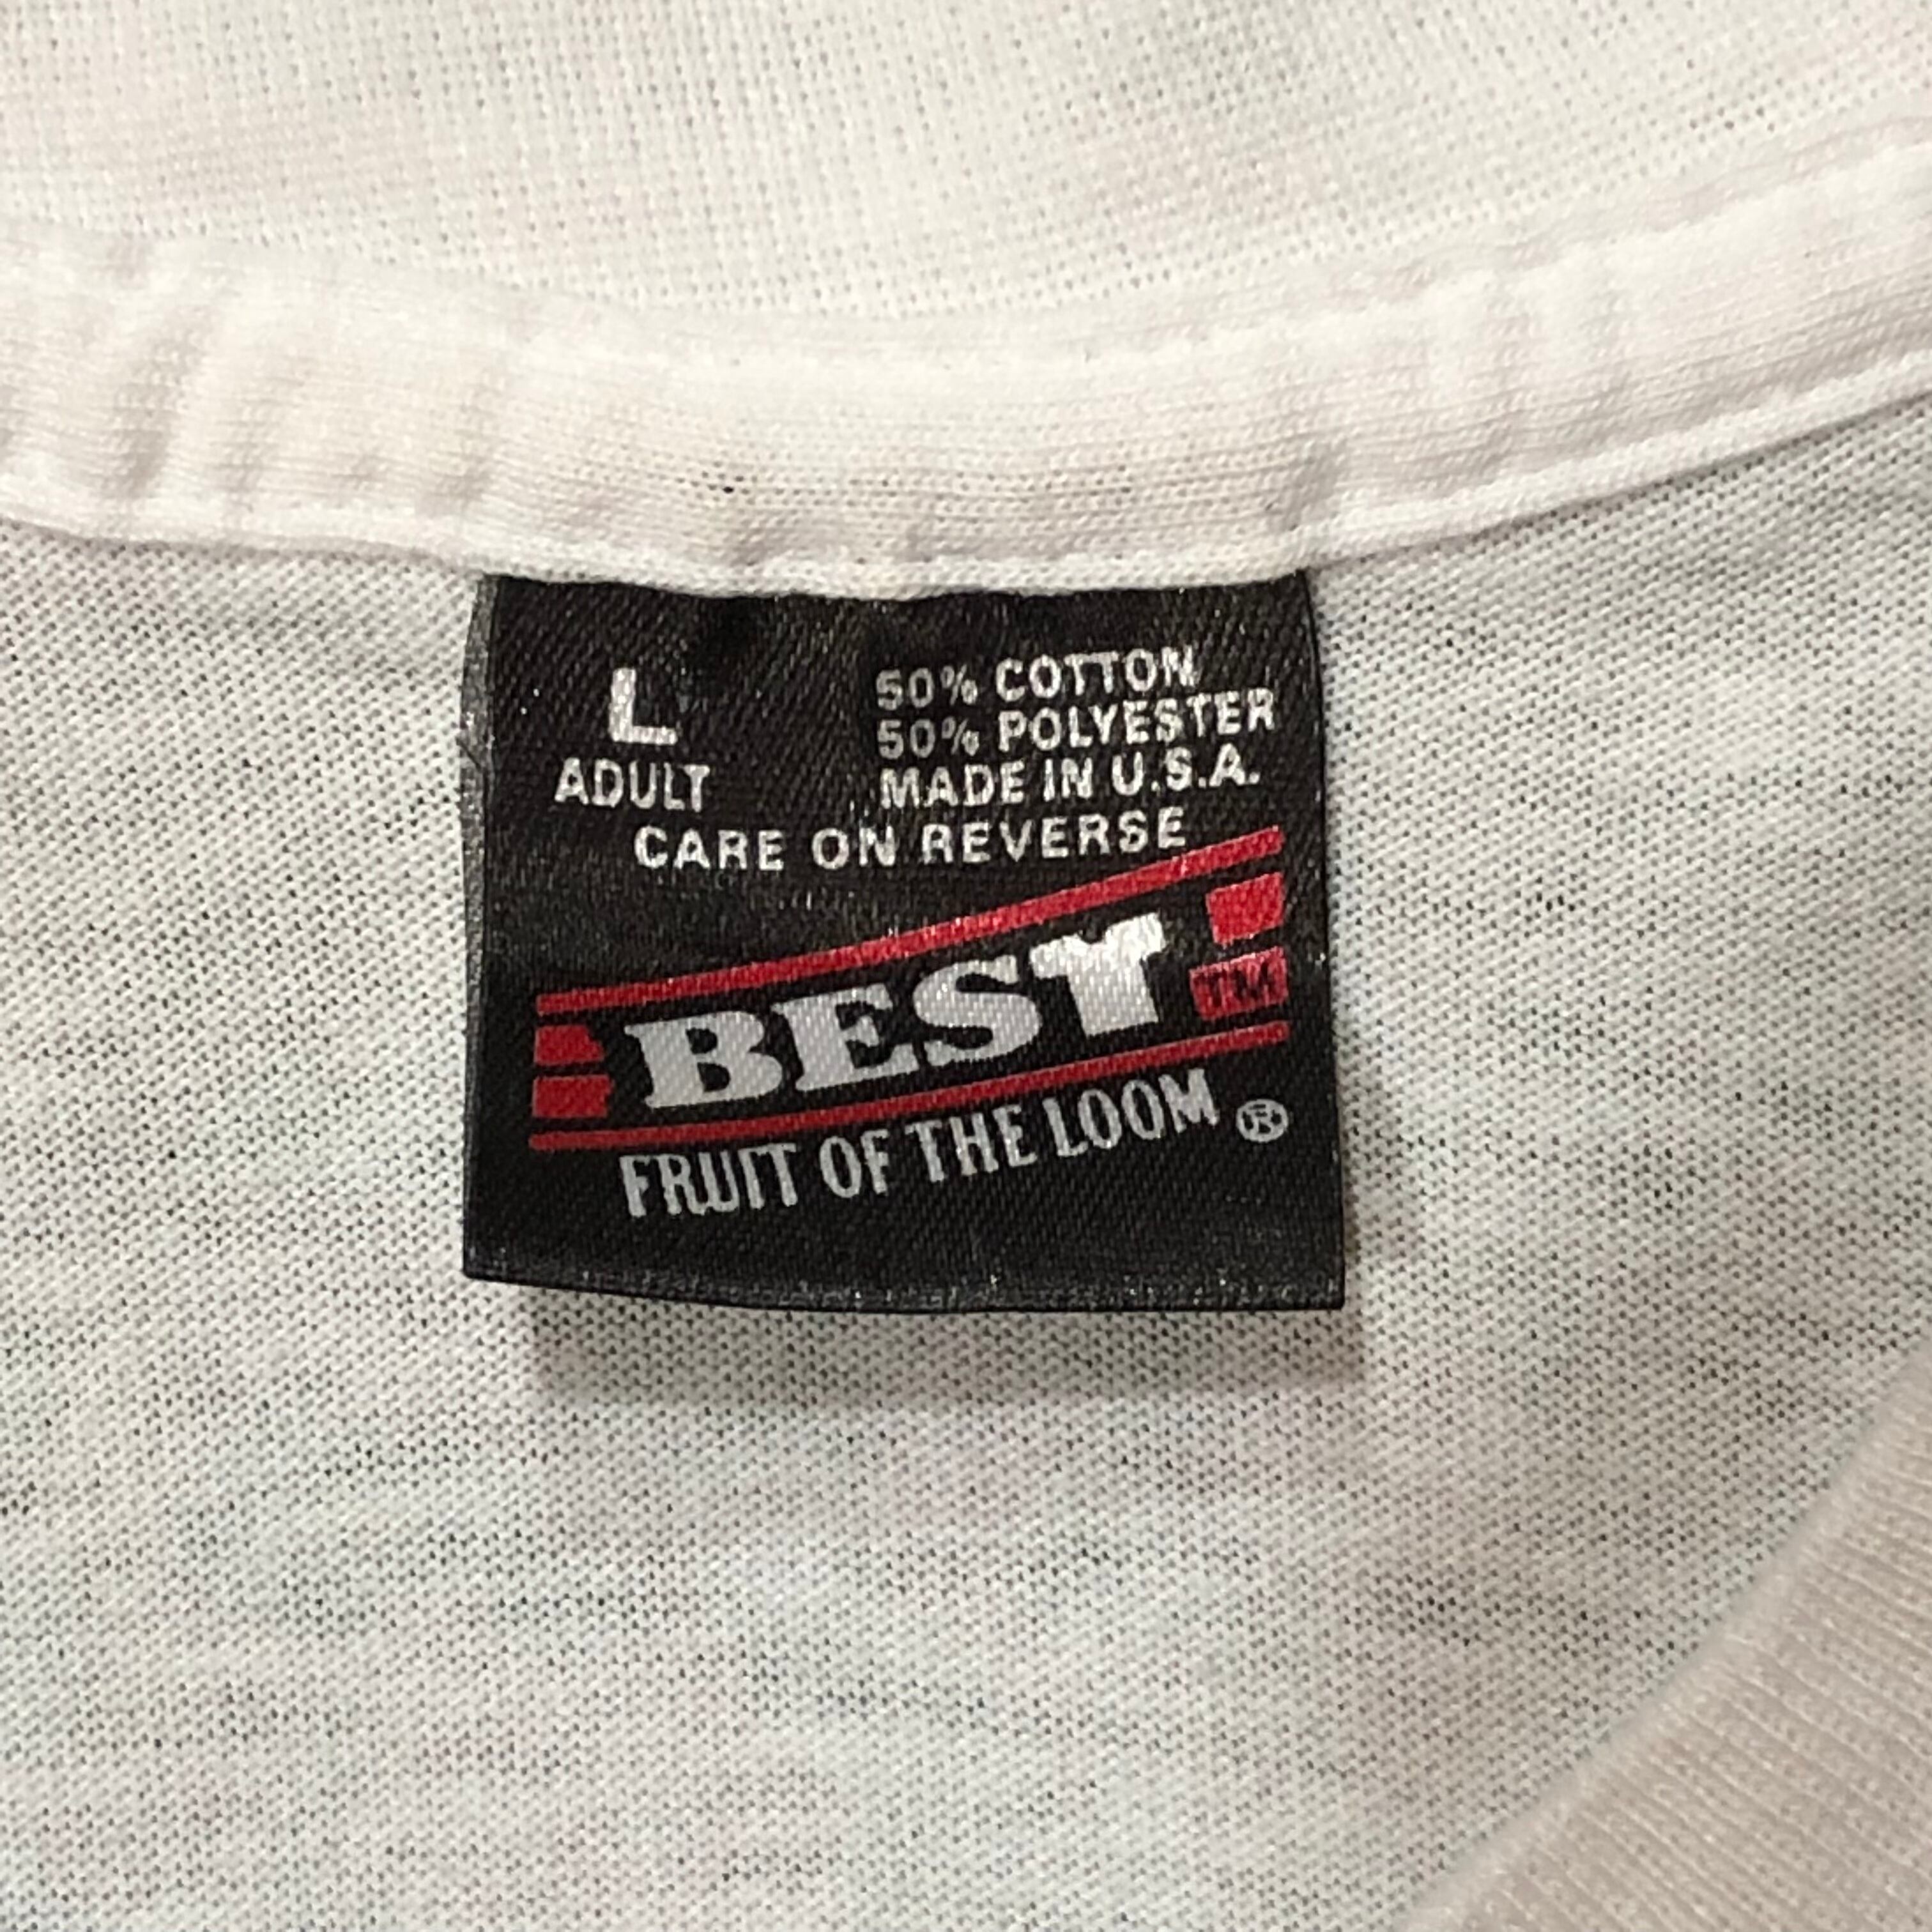 L
ADULT
50% COTTON
50% POLYESTER
MADE IN U.S.A.
CARE ON REVERSE
BEST TM
FRUIT OF THE LOOM ®